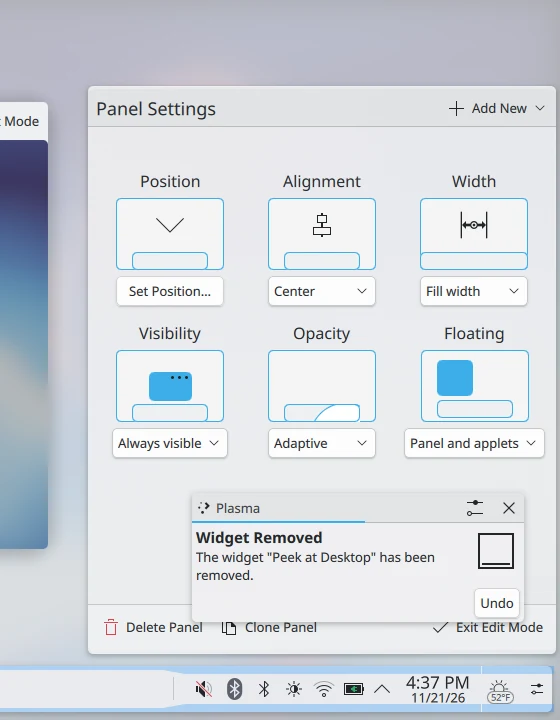 Mode
Panel Settings
Add New
Position
Alignment
Width
Set Position...
Center
Fill width
Visibility
Opacity
Floating
Always visible
Adaptive
Panel and applets
Plasma
Widget Removed
The widget "Peek at Desktop" has been
removed.
Undo
Delete Panel
Clone Panel
Exit Edit Mode
4:37 PM
11/21/26
52°F